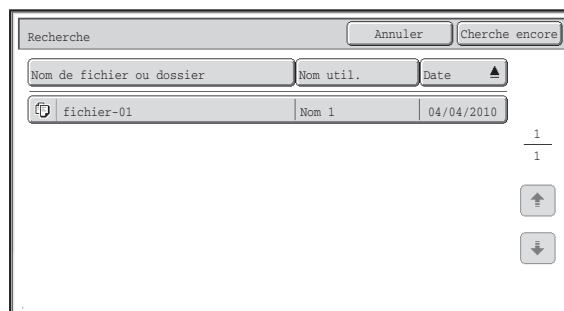 Recherche Annuler Cherche encore
Nom de fichier ou dossier Nom util. Date
fichier-01 Nom 1 04/04/2010
1
1